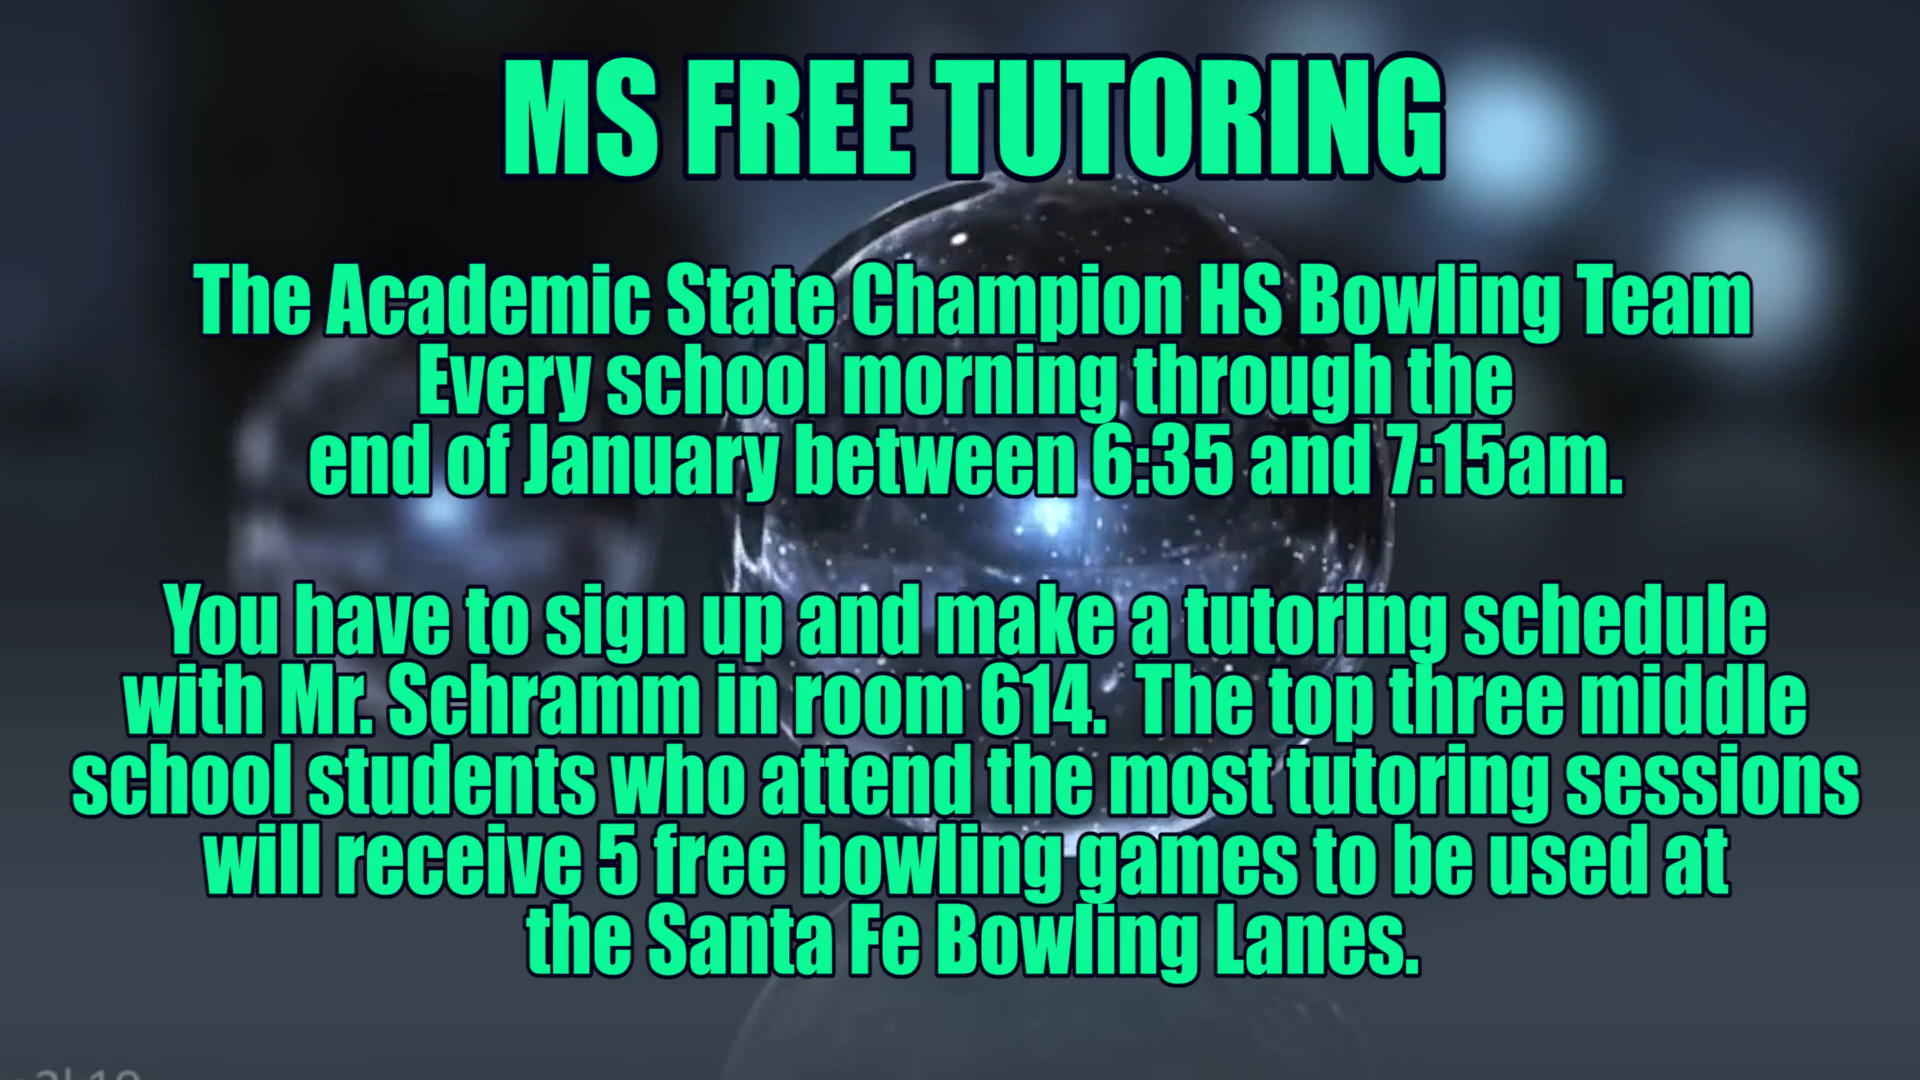 MS FREE TUTORING
The Academic State Champion HS Bowling Team
Every school morning through the
end of January between 6:35 and 7:15am.
You have to sign up and make a tutoring schedule
with Mr. Schramm in room 614.  The top three middle
school students who attend the most tutoring sessions
will receive 5 free bowling games to be used at
the Santa Fe Bowling Lanes.